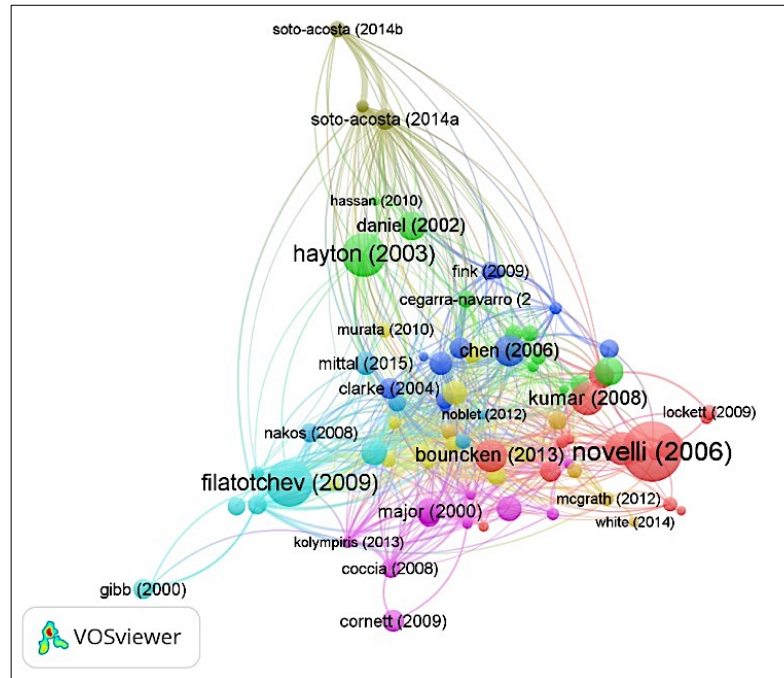 soto-acosta (2014b
soto-acosta (2014a
hassan (2010)
daniel (2002)
hayton (2003)
fink (2009)
cegarra-navarro (2
murata (2010)
chen (2006)
mittal (2015)
clarke (2004)
kumar (2008)
noblet (2012)
lockett (2009)
nakos (2008)
bouncken (2013)
novelli (2006)
filatotchev (2009)
mcgrath (2012)
major (2000)
white (2014)
kolympiris (2013)
coccia (2008)
gibb (2000)
cornett (2009)
VOSviewer